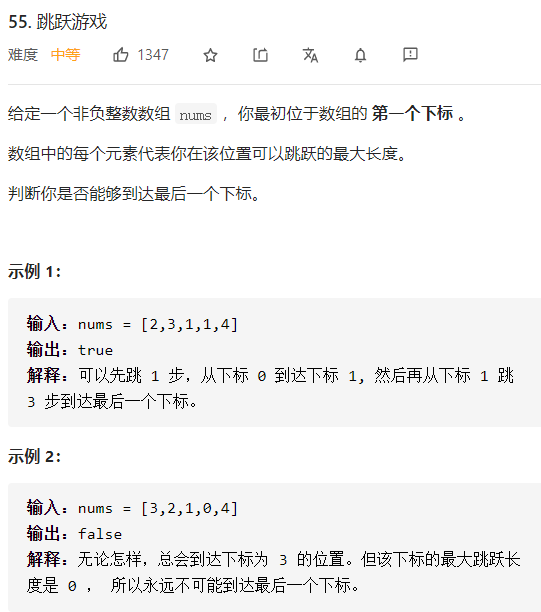 55. 跳跃游戏
难度 中等 1347
给定一个非负整数数组 nums ，你最初位于数组的 第一个下标 。
数组中的每个元素代表你在该位置可以跳跃的最大长度。
判断你是否能够到达最后一个下标。
示例 1：
输入：nums = [2,3,1,1,4]
输出：true
解释：可以先跳 1 步，从下标 0 到达下标 1, 然后再从下标 1 跳
3 步到达最后一个下标。
示例 2：
输入：nums = [3,2,1,0,4]
输出：false
解释：无论怎样，总会到达下标为 3 的位置。但该下标的最大跳跃长
度是 0 ， 所以永远不可能到达最后一个下标。